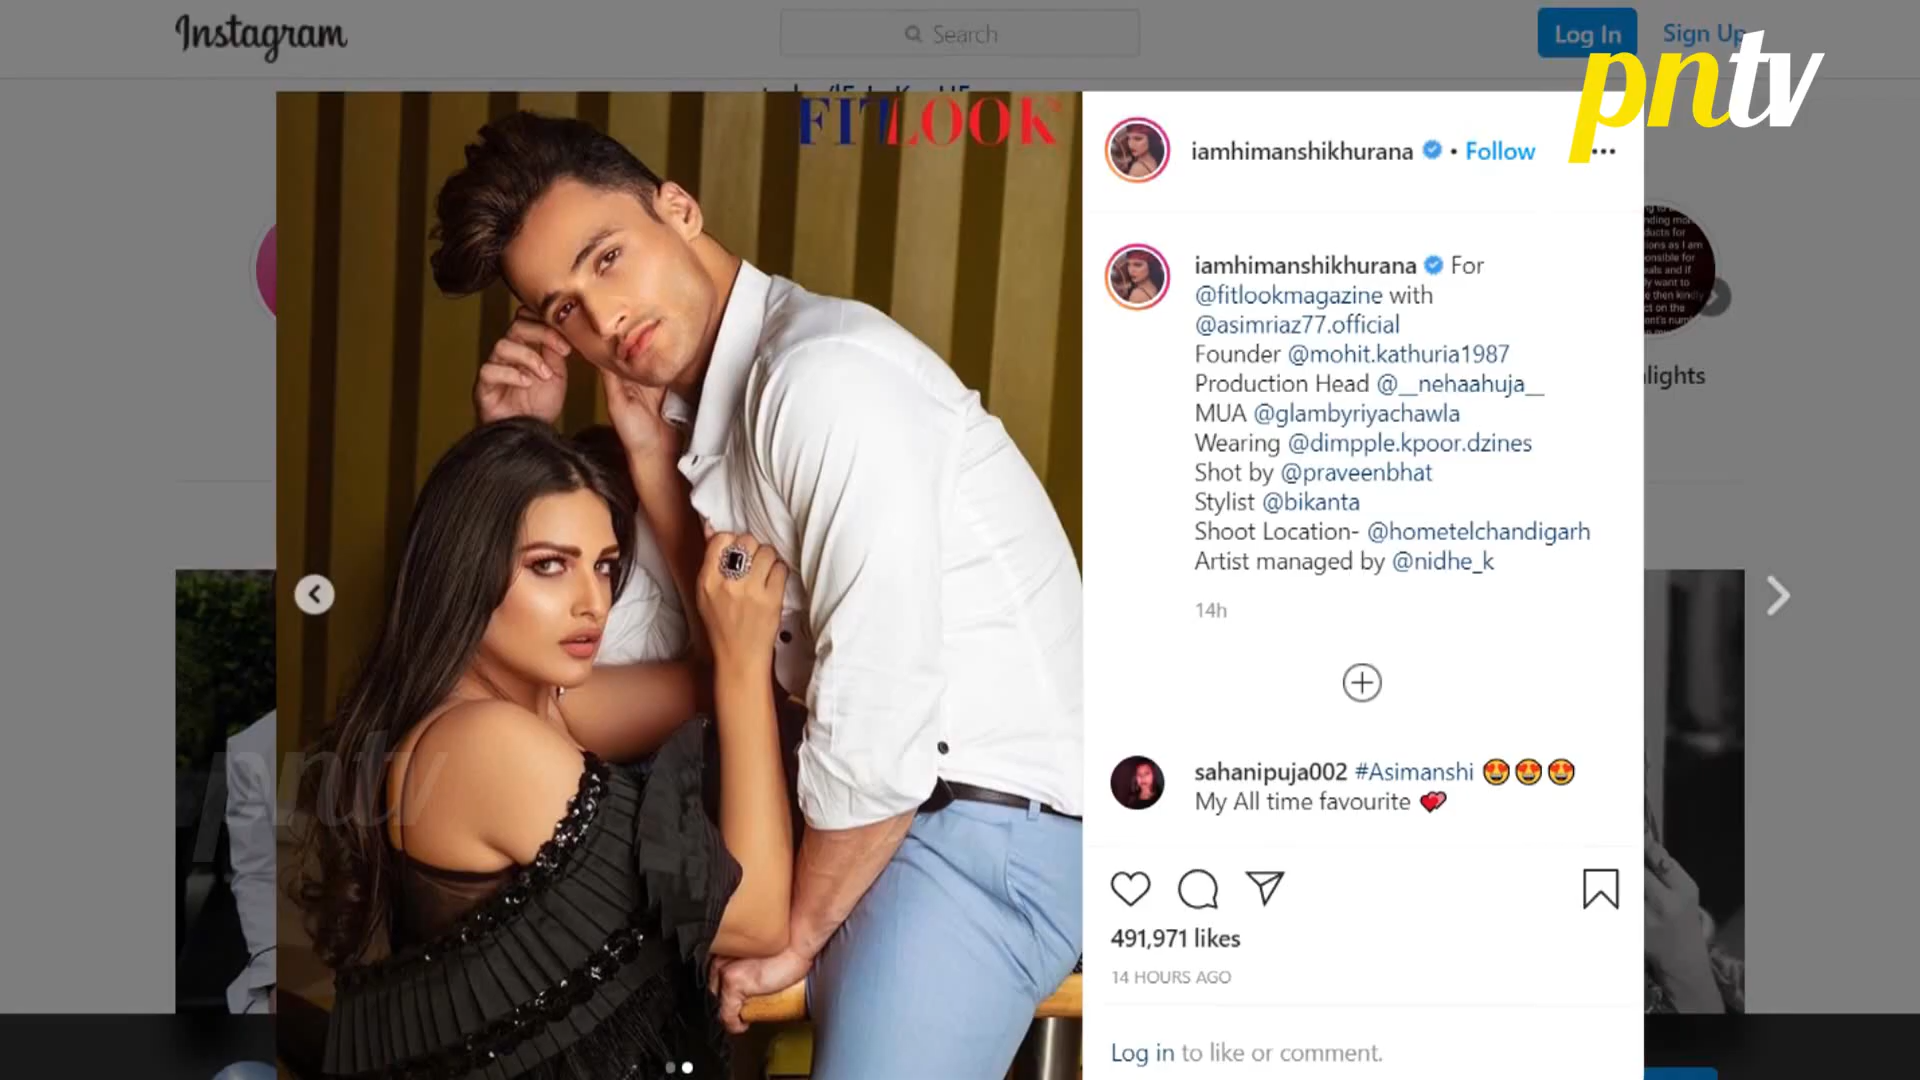 Instagram
Search
Log In
Sign Up
pntv
FITLOOK
iamhimanshikhurana • Follow
iamhimanshikhurana For
@fitlookmagazine with
@asimriaz77.official
Founder @mohit.kathuria1987
Production Head @__nehaahuja__
MUA @glambyriyachawla
Wearing @dimpple.kpoor.dzines
Shot by @praveenbhat
Stylist @bikanta
Shoot Location- @hometelchandigarh
Artist managed by @nidhe_k
14h
sahanipuja002 #Asimanshi 😍😍😍
My All time favourite 💕
491,971 likes
14 HOURS AGO
Log in to like or comment.
pntv